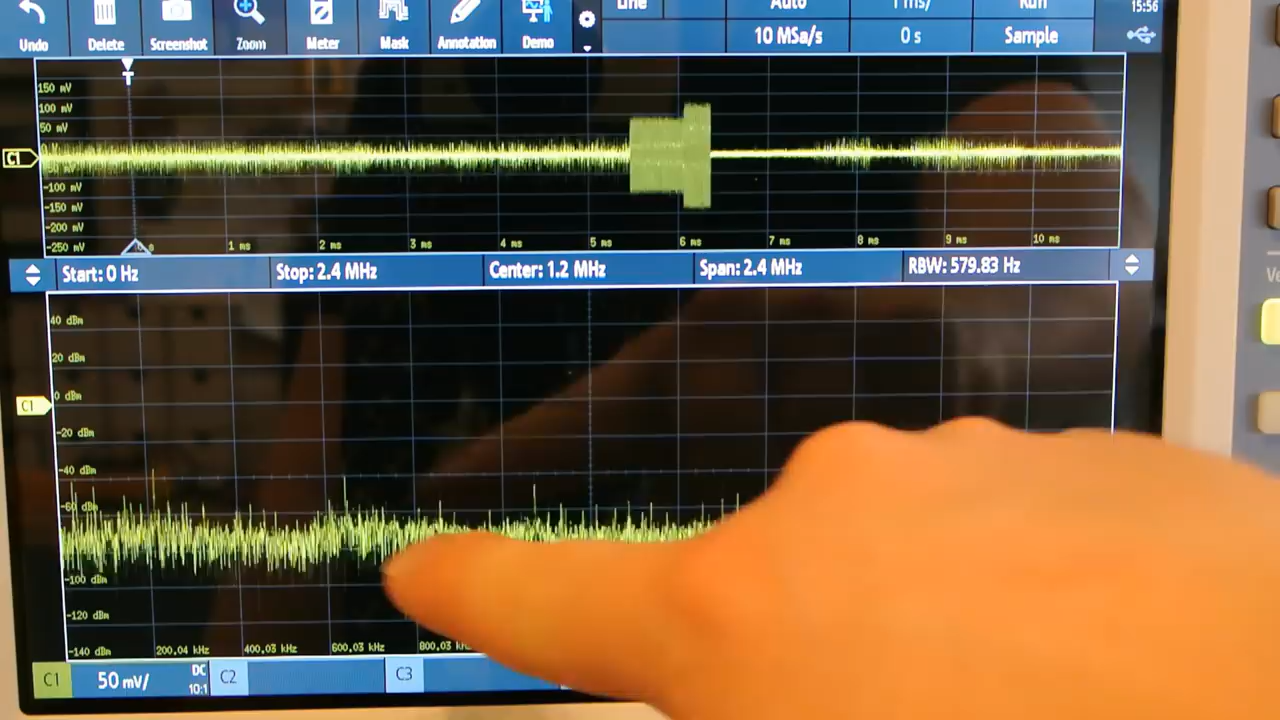 Line Auto 1 ms/ Run 15:56
Undo Delete Screenshot Zoom Meter Mask Annotation Demo 10 MSa/s 0 s Sample
T
150 mV
100 mV
50 mV
C1
-100 mV
-150 mV
-200 mV
-250 mV 1 ms 2 ms 3 ms 4 ms 5 ms 6 ms 7 ms 8 ms 9 ms 10 ms
Start: 0 Hz Stop: 2.4 MHz Center: 1.2 MHz Span: 2.4 MHz RBW: 579.83 Hz
40 dBm
20 dBm
0 dBm
C1
-20 dBm
-40 dBm
-60 dBm
-100 dBm
-120 dBm
-140 dBm 200,04 kHz 400,03 kHz 600,03 kHz 800,03
C1 50 mV/ DC C2 C3
10:1